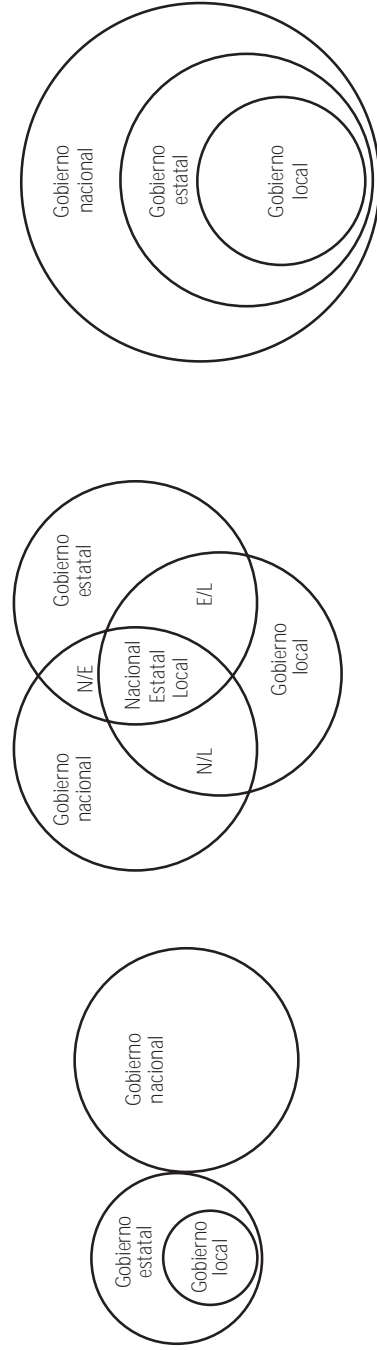 Gobierno
estatal
Gobierno
local
Gobierno
nacional
Gobierno
nacional
N/E
Gobierno
estatal
Nacional
Estatal
Local
N/L
E/L
Gobierno
local
Gobierno
nacional
Gobierno
estatal
Gobierno
local